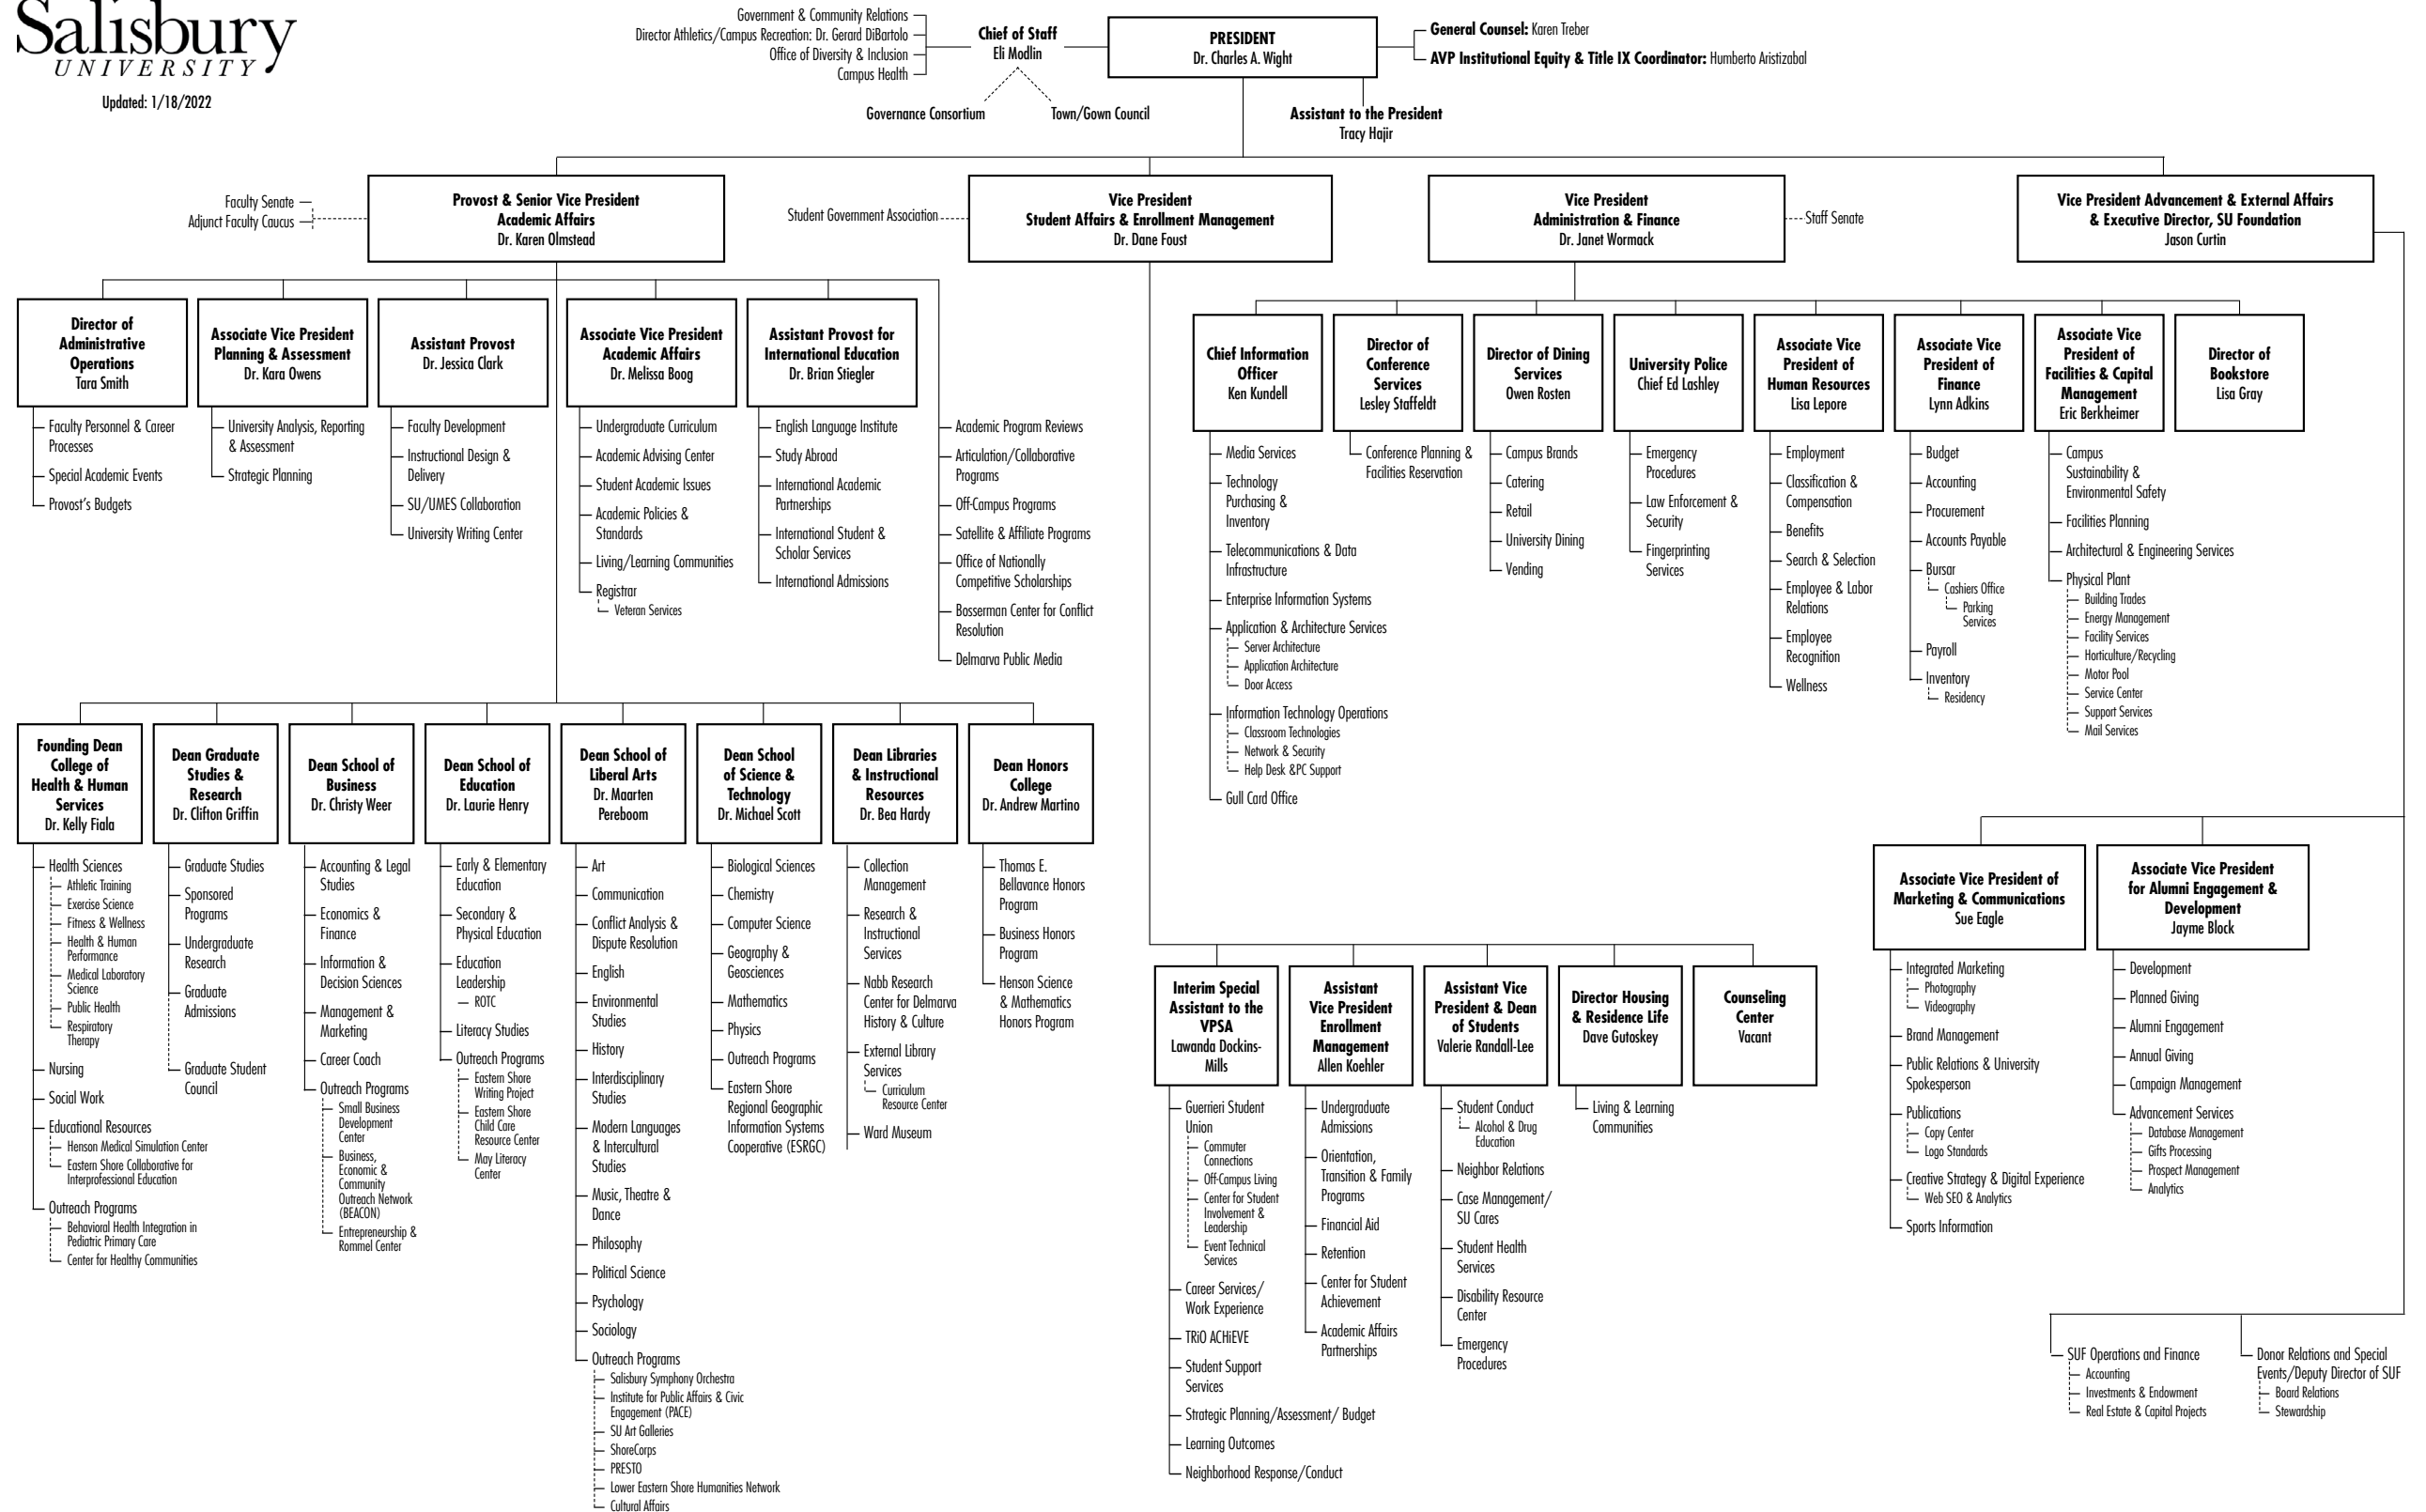 Salisbury
UNIVERSITY
Updated: 1/18/2022
Government & Community Relations
Director Athletics/Campus Recreation: Dr. Gerard DiBartolo
Office of Diversity & Inclusion
Campus Health
Chief of Staff
Eli Modlin
Governance Consortium
Town/Gown Council
PRESIDENT
Dr. Charles A. Wight
General Counsel: Karen Treber
AVP Institutional Equity & Title IX Coordinator: Humberto Aristizabal
Assistant to the President
Tracy Hajir
Faculty Senate
Adjunct Faculty Caucus
Provost & Senior Vice President
Academic Affairs
Dr. Karen Olmstead
Student Government Association
Vice President
Student Affairs & Enrollment Management
Dr. Dane Foust
Vice President
Administration & Finance
Dr. Janet Wormack
Staff Senate
Vice President Advancement & External Affairs
& Executive Director, SU Foundation
Jason Curtin
Director of
Administrative
Operations
Tara Smith
Faculty Personnel & Career
Processes
Special Academic Events
Provost's Budgets
Associate Vice President
Planning & Assessment
Dr. Kara Owens
University Analysis, Reporting
& Assessment
Strategic Planning
Assistant Provost
Dr. Jessica Clark
Faculty Development
Instructional Design &
Delivery
SU/UMES Collaboration
University Writing Center
Associate Vice President
Academic Affairs
Dr. Melissa Boog
Undergraduate Curriculum
Academic Advising Center
Student Academic Issues
Academic Policies &
Standards
Living/Learning Communities
Registrar
Veteran Services
Assistant Provost for
International Education
Dr. Brian Stiegler
English Language Institute
Study Abroad
International Academic
Partnerships
International Student &
Scholar Services
International Admissions
Academic Program Reviews
Articulation/Collaborative
Programs
Off-Campus Programs
Satellite & Affiliate Programs
Office of Nationally
Competitive Scholarships
Bosserman Center for Conflict
Resolution
Delmarva Public Media
Chief Information
Officer
Ken Kundell
Media Services
Technology
Purchasing &
Inventory
Telecommunications & Data
Infrastructure
Enterprise Information Systems
Application & Architecture Services
Server Architecture
Application Architecture
Door Access
Information Technology Operations
Classroom Technologies
Network & Security
Help Desk &PC Support
Gull Card Office
Director of
Conference
Services
Lesley Staffeldt
Conference Planning &
Facilities Reservation
Director of Dining
Services
Owen Rosten
Campus Brands
Catering
Retail
University Dining
Vending
University Police
Chief Ed Lashley
Emergency
Procedures
Law Enforcement &
Security
Fingerprinting
Services
Associate Vice
President of
Human Resources
Lisa Lepore
Employment
Classification &
Compensation
Benefits
Search & Selection
Employee & Labor
Relations
Employee
Recognition
Wellness
Associate Vice
President of
Finance
Lynn Adkins
Budget
Accounting
Procurement
Accounts Payable
Bursar
Cashiers Office
Parking
Services
Payroll
Inventory
Residency
Associate Vice
President of
Facilities & Capital
Management
Eric Berkheimer
Campus
Sustainability &
Environmental Safety
Facilities Planning
Architectural & Engineering Services
Physical Plant
Building Trades
Energy Management
Facility Services
Horticulture/Recycling
Motor Pool
Service Center
Support Services
Mail Services
Director of
Bookstore
Lisa Gray
Founding Dean
College of
Health & Human
Services
Dr. Kelly Fiala
Health Sciences
Athletic Training
Exercise Science
Fitness & Wellness
Health & Human
Performance
Medical Laboratory
Science
Public Health
Respiratory
Therapy
Nursing
Social Work
Educational Resources
Henson Medical Simulation Center
Eastern Shore Collaborative for
Interprofessional Education
Outreach Programs
Behavioral Health Integration in
Pediatric Primary Care
Center for Healthy Communities
Dean Graduate
Studies &
Research
Dr. Clifton Griffin
Graduate Studies
Sponsored
Programs
Undergraduate
Research
Graduate
Admissions
Graduate Student
Council
Dean School of
Business
Dr. Christy Weer
Accounting & Legal
Studies
Economics &
Finance
Information &
Decision Sciences
Management &
Marketing
Career Coach
Outreach Programs
Small Business
Development
Center
Business,
Economic &
Community
Outreach Network
(BEACON)
Entrepreneurship &
Rommel Center
Dean School of
Education
Dr. Laurie Henry
Early & Elementary
Education
Secondary &
Physical Education
Education
Leadership
ROTC
Literacy Studies
Outreach Programs
Eastern Shore
Writing Project
Eastern Shore
Child Care
Resource Center
May Literacy
Center
Dean School of
Liberal Arts
Dr. Maarten
Pereboom
Art
Communication
Conflict Analysis &
Dispute Resolution
English
Environmental
Studies
History
Interdisciplinary
Studies
Modern Languages
& Intercultural
Studies
Music, Theatre &
Dance
Philosophy
Political Science
Psychology
Sociology
Outreach Programs
Salisbury Symphony Orchestra
Institute for Public Affairs & Civic
Engagement (PACE)
SU Art Galleries
ShoreCorps
PRESTO
Lower Eastern Shore Humanities Network
Cultural Affairs
Dean School
of Science &
Technology
Dr. Michael Scott
Biological Sciences
Chemistry
Computer Science
Geography &
Geosciences
Mathematics
Physics
Outreach Programs
Eastern Shore
Regional Geographic
Information Systems
Cooperative (ESRGC)
Dean Libraries
& Instructional
Resources
Dr. Bea Hardy
Collection
Management
Research &
Instructional
Services
Nabb Research
Center for Delmarva
History & Culture
External Library
Services
Curriculum
Resource Center
Ward Museum
Dean Honors
College
Dr. Andrew Martino
Thomas E.
Bellavance Honors
Program
Business Honors
Program
Henson Science
& Mathematics
Honors Program
Interim Special
Assistant to the
VPSA
Lawanda Dockins-
Mills
Guerrieri Student
Union
Commuter
Connections
Off-Campus Living
Center for Student
Involvement &
Leadership
Event Technical
Services
Career Services/
Work Experience
TRiO ACHiEVE
Student Support
Services
Strategic Planning/Assessment/ Budget
Learning Outcomes
Neighborhood Response/Conduct
Assistant
Vice President
Enrollment
Management
Allen Koehler
Undergraduate
Admissions
Orientation,
Transition & Family
Programs
Financial Aid
Retention
Center for Student
Achievement
Academic Affairs
Partnerships
Assistant Vice
President & Dean
of Students
Valerie Randall-Lee
Student Conduct
Alcohol & Drug
Education
Neighbor Relations
Case Management/
SU Cares
Student Health
Services
Disability Resource
Center
Emergency
Procedures
Director Housing
& Residence Life
Dave Gutoskey
Living & Learning
Communities
Counseling
Center
Vacant
Associate Vice President of
Marketing & Communications
Sue Eagle
Integrated Marketing
Photography
Videography
Brand Management
Public Relations & University
Spokesperson
Publications
Copy Center
Logo Standards
Creative Strategy & Digital Experience
Web SEO & Analytics
Sports Information
Associate Vice President
for Alumni Engagement &
Development
Jayme Block
Development
Planned Giving
Alumni Engagement
Annual Giving
Campaign Management
Advancement Services
Database Management
Gifts Processing
Prospect Management
Analytics
SUF Operations and Finance
Accounting
Investments & Endowment
Real Estate & Capital Projects
Donor Relations and Special
Events/Deputy Director of SUF
Board Relations
Stewardship